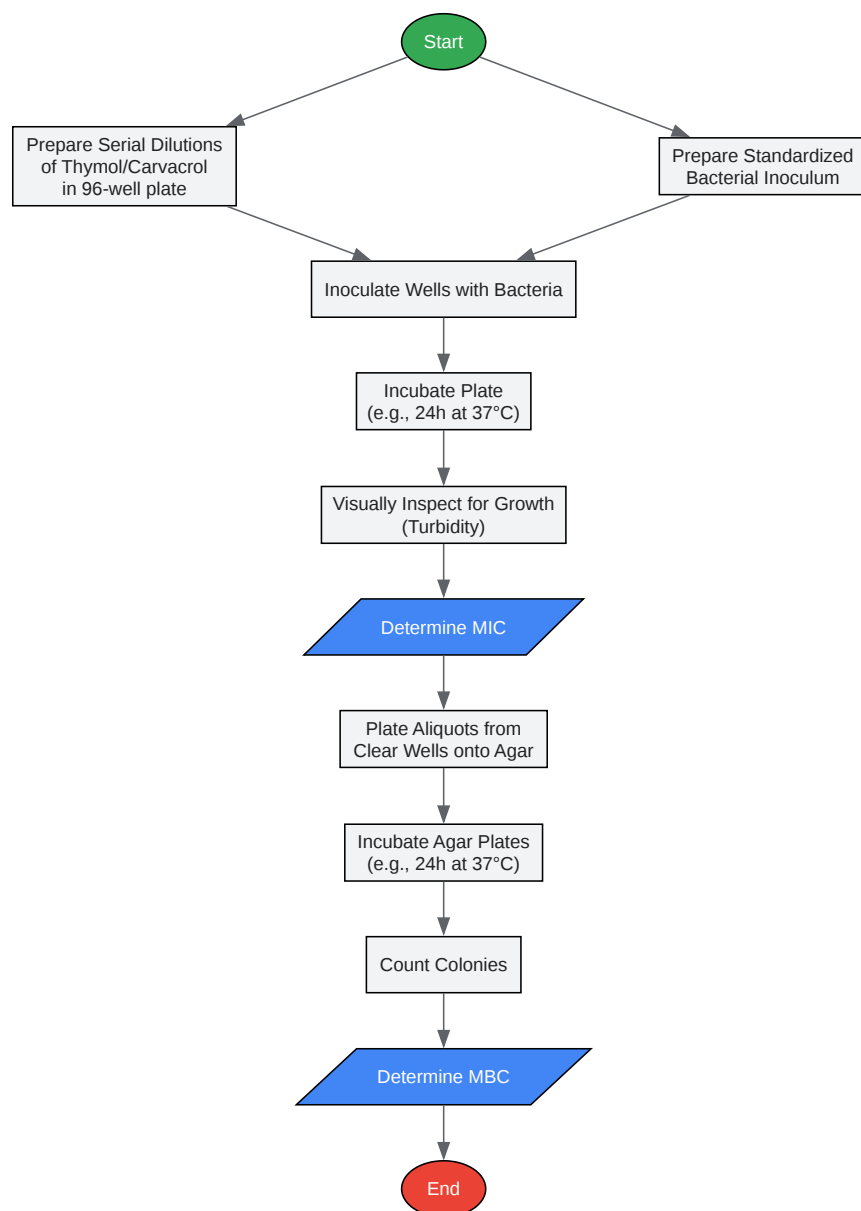 Start
Prepare Serial Dilutions
of Thymol/Carvacrol
in 96-well plate
Prepare Standardized
Bacterial Inoculum
Inoculate Wells with Bacteria
Incubate Plate
(e.g., 24h at 37°C)
Visually Inspect for Growth
(Turbidity)
Determine MIC
Plate Aliquots from
Clear Wells onto Agar
Incubate Agar Plates
(e.g., 24h at 37°C)
Count Colonies
Determine MBC
End